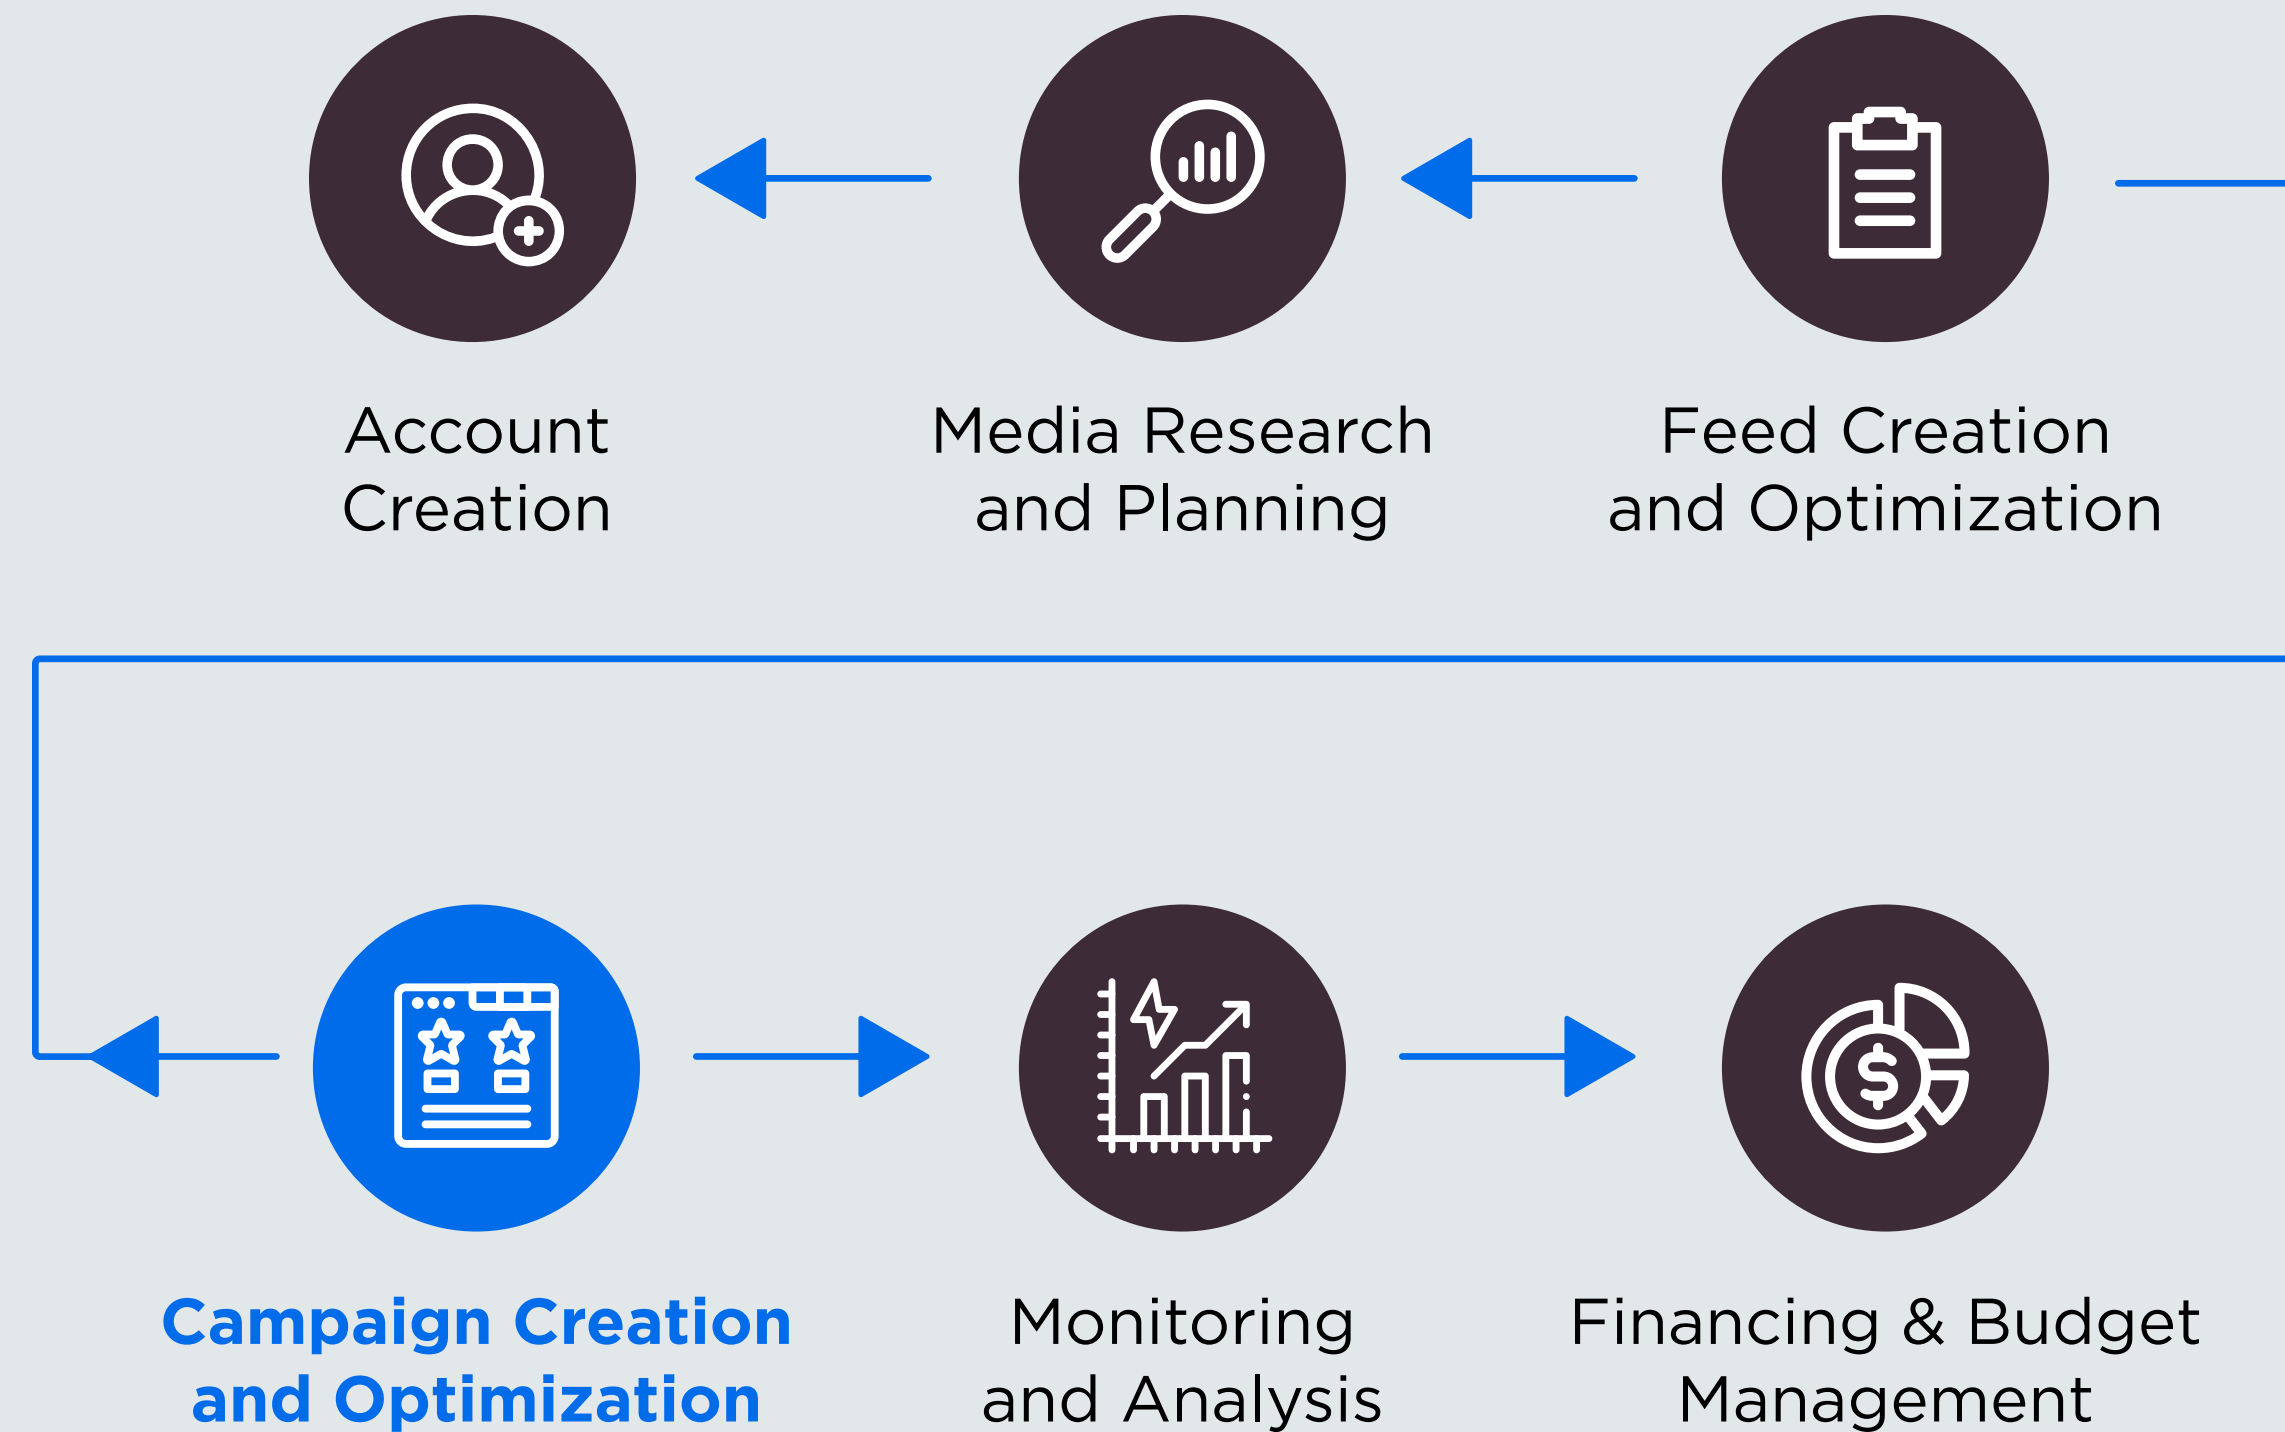 Account
Creation
Media Research
and Planning
Feed Creation
and Optimization
Campaign Creation
and Optimization
Monitoring
and Analysis
Financing & Budget
Management